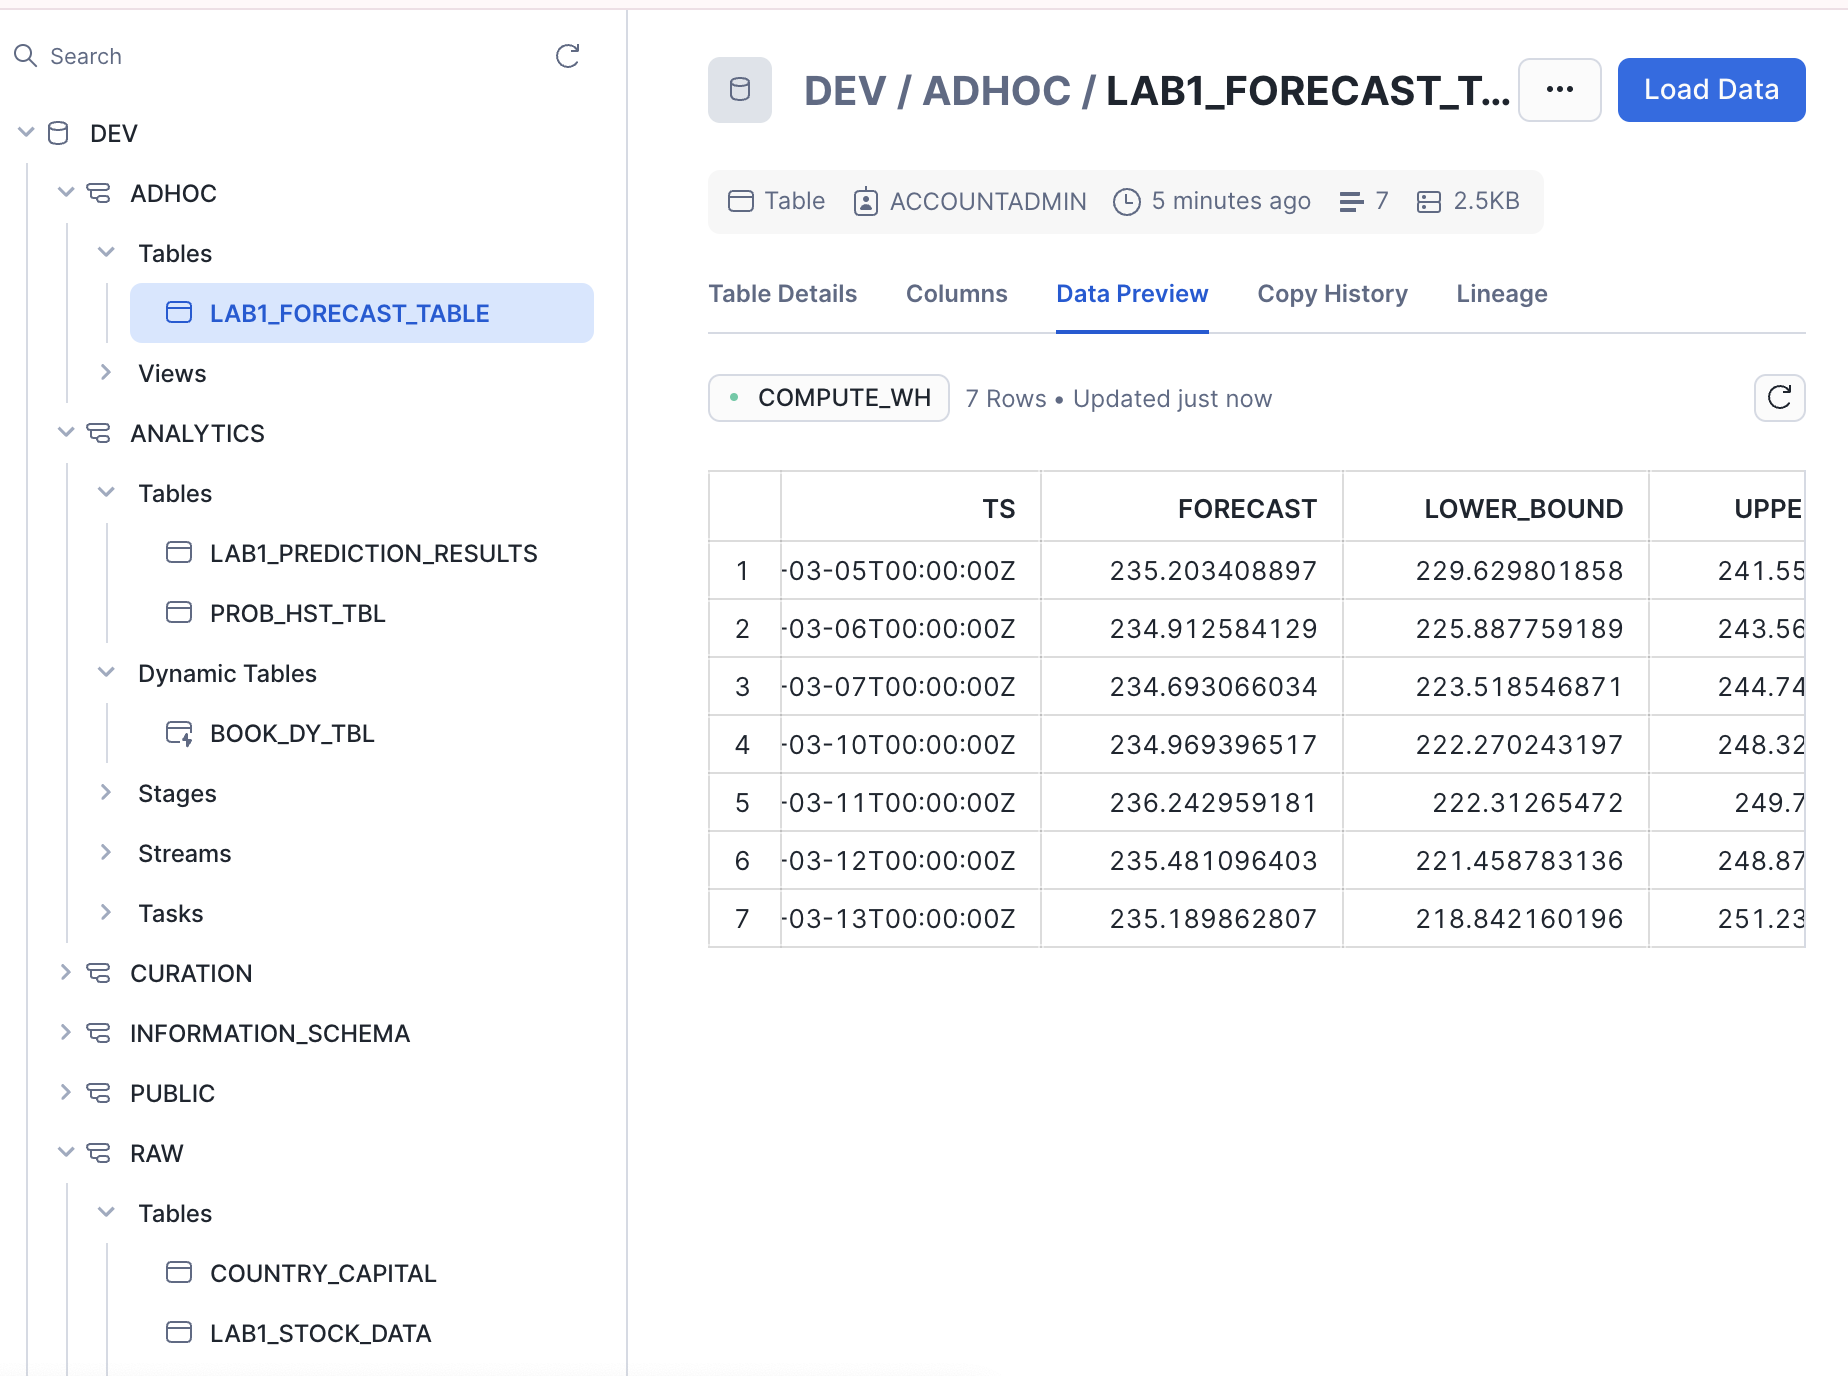 Search
DEV
ADHOC
Tables
LAB1_FORECAST_TABLE
Views
ANALYTICS
Tables
LAB1_PREDICTION_RESULTS
PROB_HST_TBL
Dynamic Tables
BOOK_DY_TBL
Stages
Streams
Tasks
CURATION
INFORMATION_SCHEMA
PUBLIC
RAW
Tables
COUNTRY_CAPITAL
LAB1_STOCK_DATA
DEV / ADHOC / LAB1_FORECAST_T... ... Load Data
Table ACCOUNTADMIN 5 minutes ago 7 2.5KB
Table Details Columns Data Preview Copy History Lineage
COMPUTE_WH 7 Rows • Updated just now
TS FORECAST LOWER_BOUND UPPE
1 -03-05T00:00:00Z 235.203408897 229.629801858 241.55
2 -03-06T00:00:00Z 234.912584129 225.887759189 243.56
3 -03-07T00:00:00Z 234.693066034 223.518546871 244.74
4 -03-10T00:00:00Z 234.969396517 222.270243197 248.32
5 -03-11T00:00:00Z 236.242959181 222.31265472 249.7
6 -03-12T00:00:00Z 235.481096403 221.458783136 248.87
7 -03-13T00:00:00Z 235.189862807 218.842160196 251.23